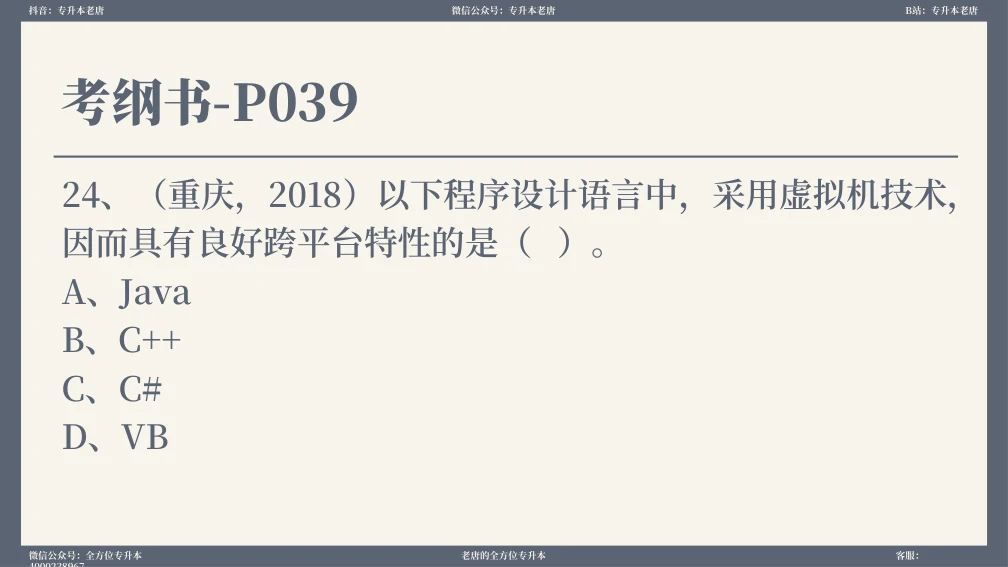 抖音：专升本老唐
微信公众号：专升本老唐
B站：专升本老唐
考纲书-P039
24、（重庆，2018）以下程序设计语言中，采用虚拟机技术，
因而具有良好跨平台特性的是（ ）。
A、Java
B、C++
C、C#
D、VB
微信公众号：全方位专升本
老唐的全方位专升本
客服：
4000238967